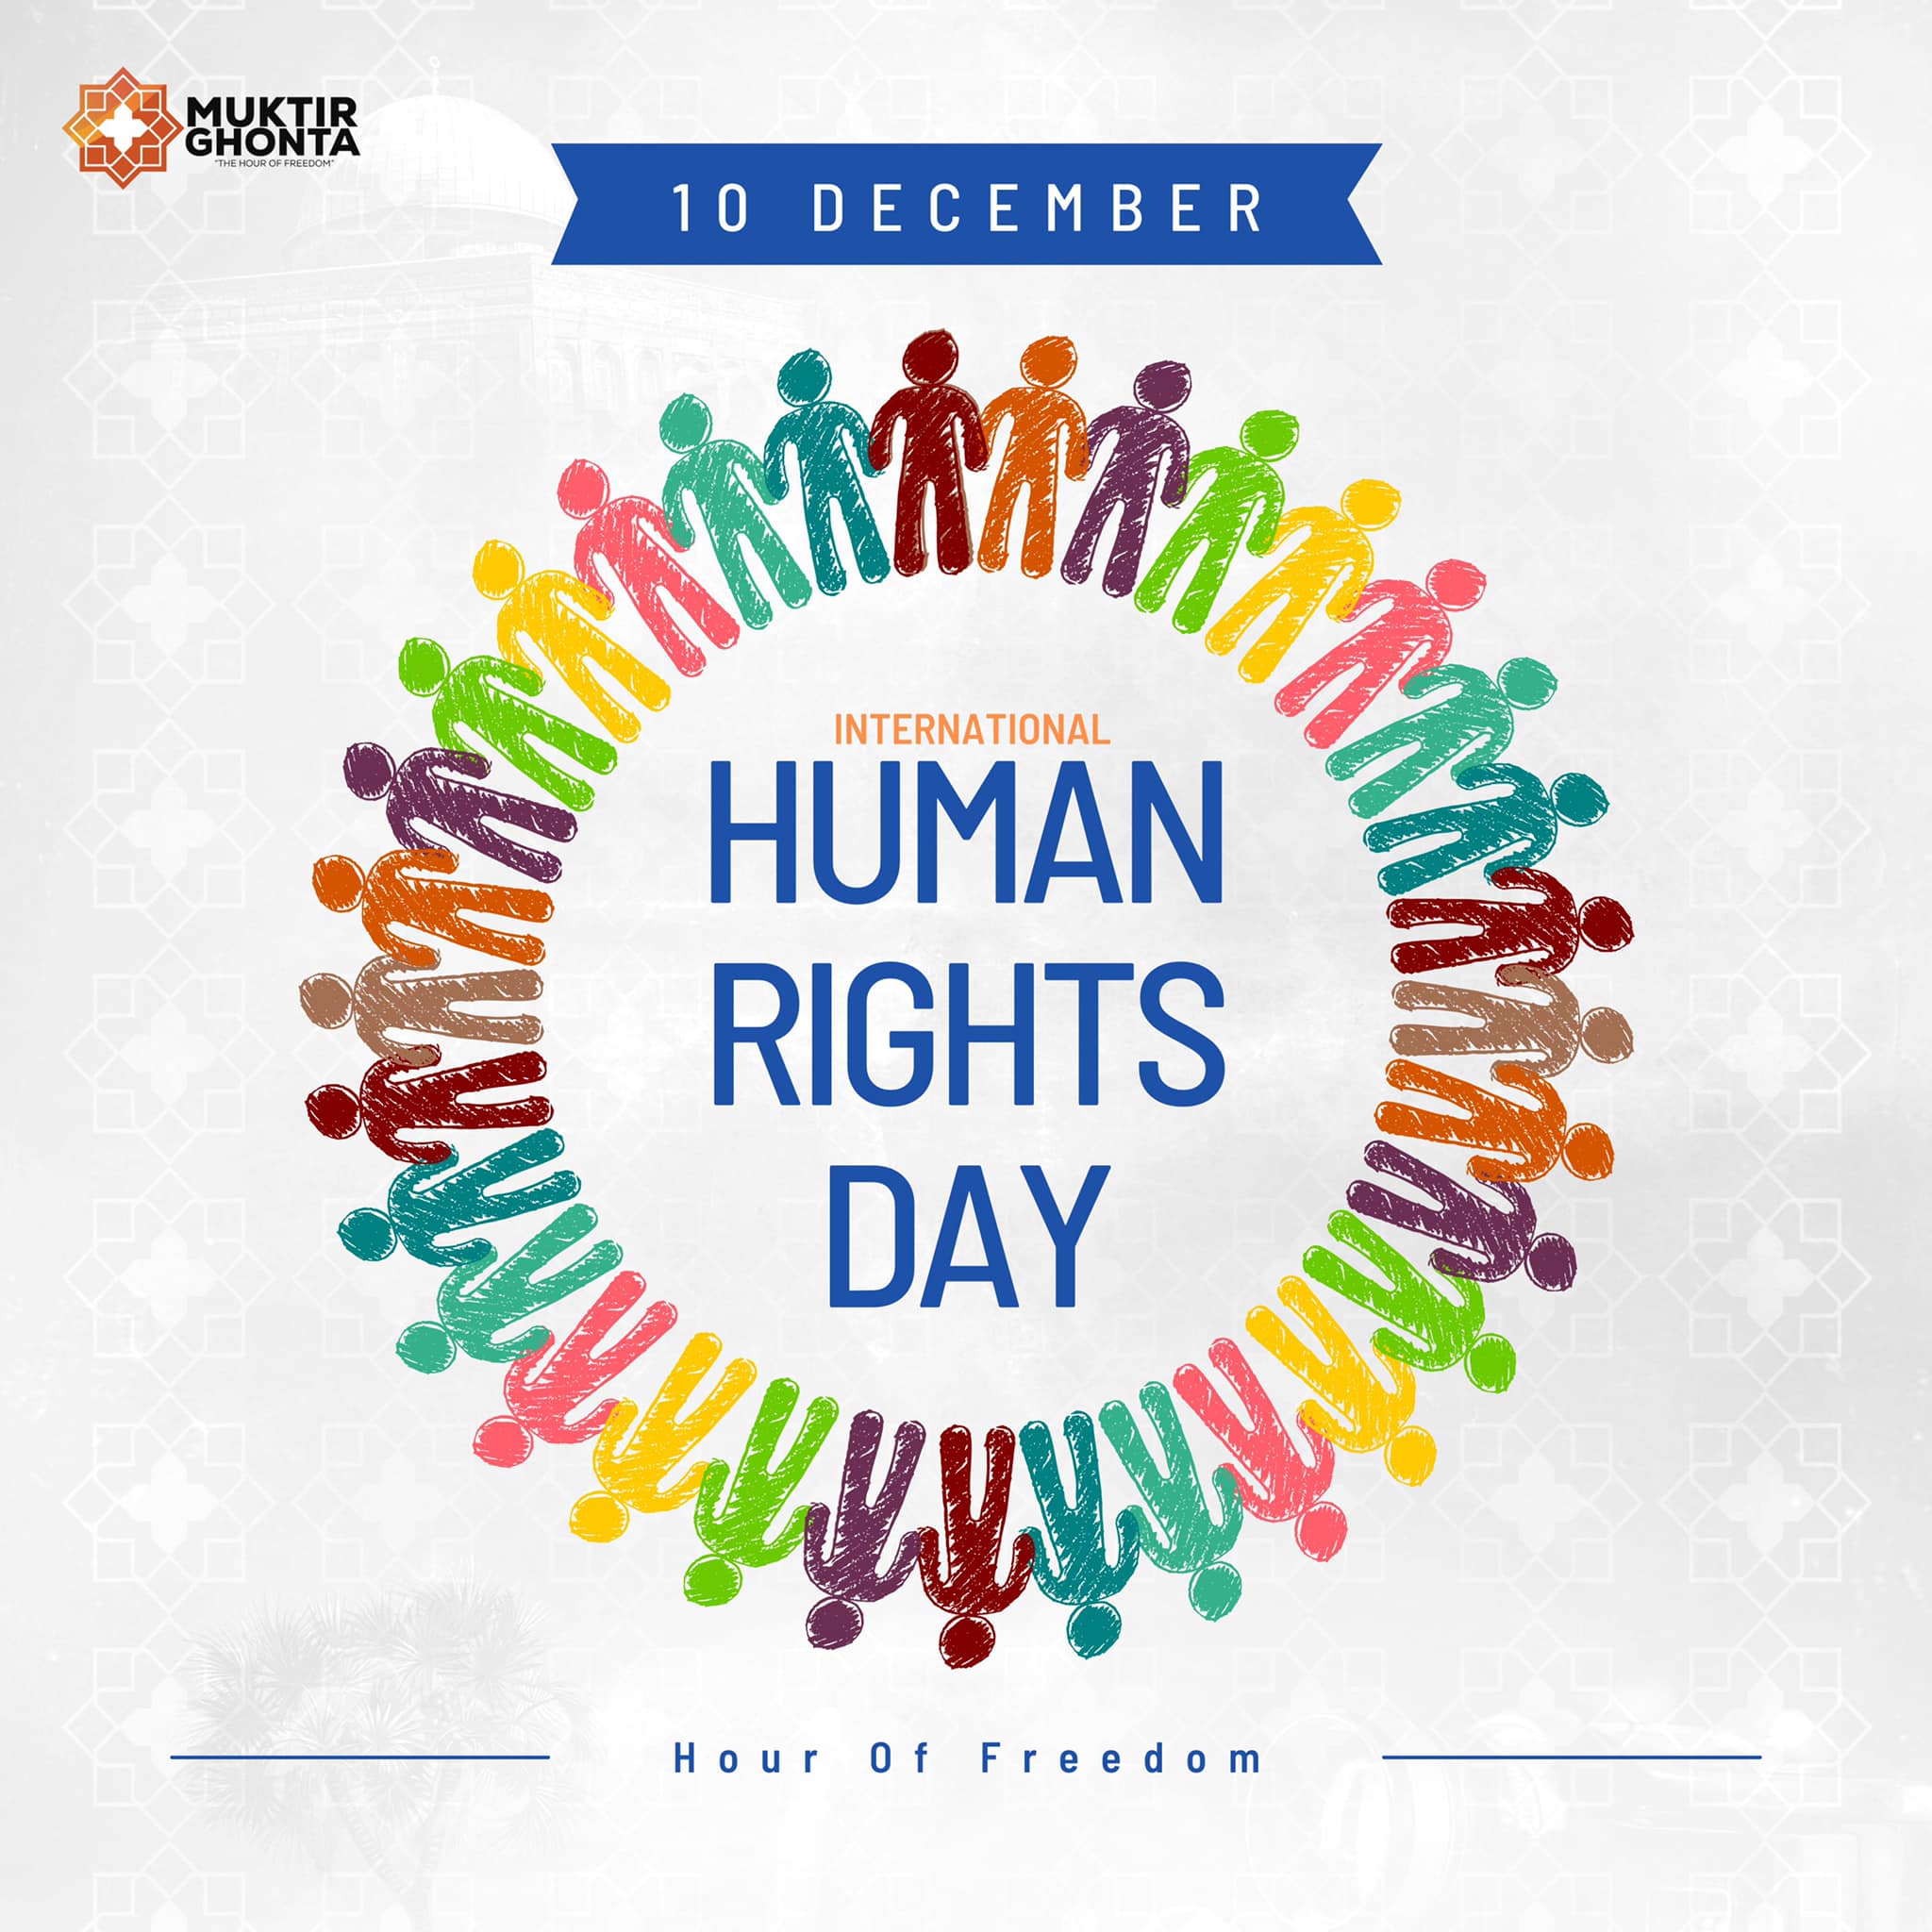 MUKTIR
GHONTA
"THE HOUR OF FREEDOM"
10 DECEMBER
INTERNATIONAL
HUMAN
RIGHTS
DAY
Hour Of Freedom